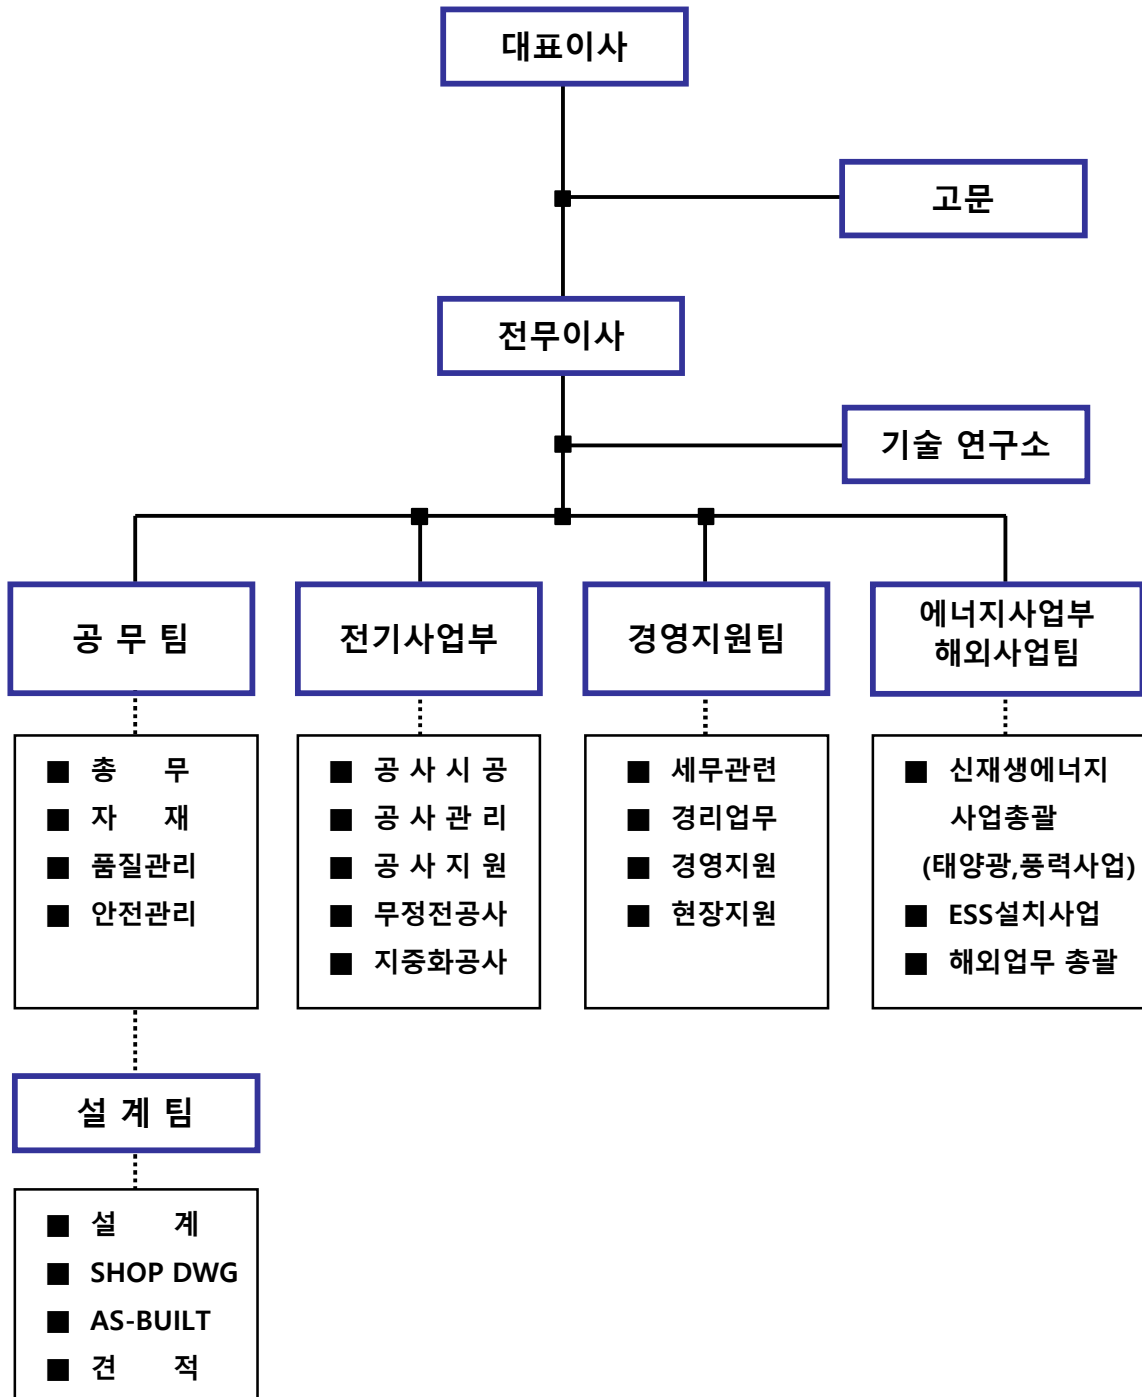 대표이사
고문
전무이사
기술 연구소
공 무 팀
■ 총 무
■ 자 재
■ 품질관리
■ 안전관리
전기사업부
■ 공 사 시 공
■ 공 사 관 리
■ 공 사 지 원
■ 무정전공사
■ 지중화공사
경영지원팀
■ 세무관련
■ 경리업무
■ 경영지원
■ 현장지원
에너지사업부
해외사업팀
■ 신재생에너지
사업총괄
(태양광,풍력사업)
■ ESS설치사업
■ 해외업무 총괄
설 계 팀
■ 설 계
■ SHOP DWG
■ AS-BUILT
■ 견 적